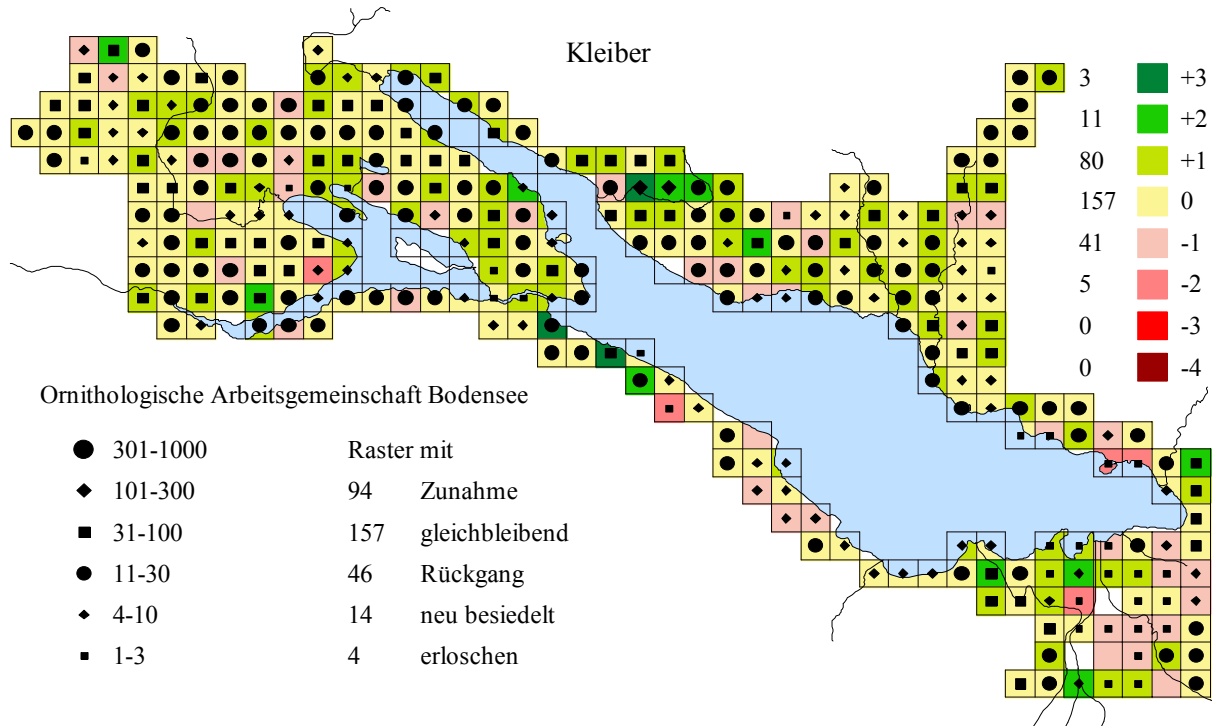 Kleiber
3 +3
11 +2
80 +1
157 0
41 -1
5 -2
0 -3
0 -4
Ornithologische Arbeitsgemeinschaft Bodensee
301-1000 Raster mit
101-300 94 Zunahme
31-100 157 gleichbleibend
11-30 46 Rückgang
4-10 14 neu besiedelt
1-3 4 erloschen